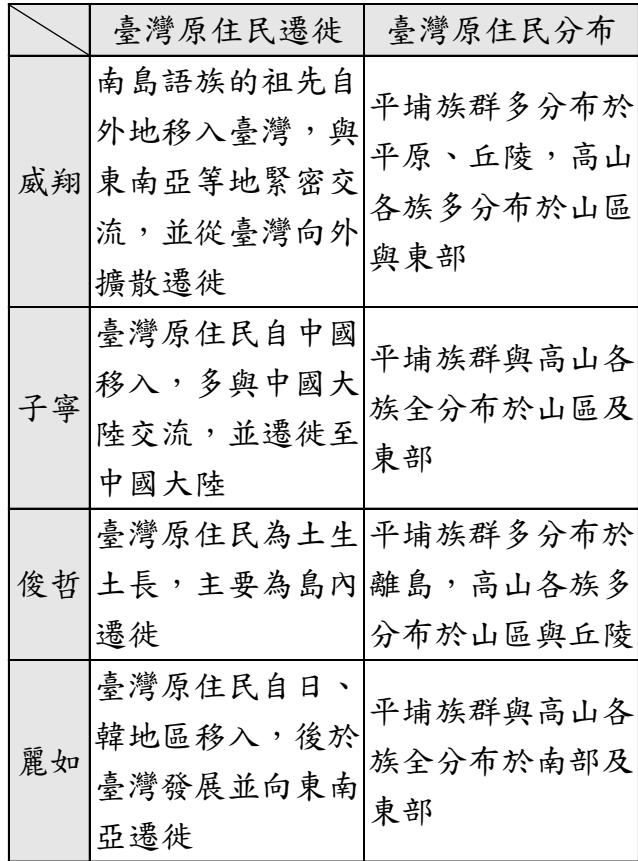 臺灣原住民遷徙
臺灣原住民分布
威翔
南島語族的祖先自
外地移入臺灣，與
東南亞等地緊密交
流，並從臺灣向外
擴散遷徙
平埔族群多分布於
平原、丘陵，高山
各族多分布於山區
與東部
子寧
臺灣原住民自中國
移入，多與中國大
陸交流，並遷徙至
中國大陸
平埔族群與高山各
族全分布於山區及
東部
俊哲
臺灣原住民為土生
土長，主要為島內
遷徙
平埔族群多分布於
離島，高山各族多
分布於山區與丘陵
麗如
臺灣原住民自日、
韓地區移入，後於
臺灣發展並向東南
亞遷徙
平埔族群與高山各
族全分布於南部及
東部